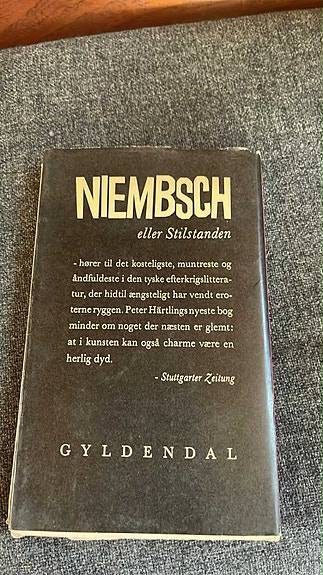 NIEMBSCH
eller Stilstanden
- hører til det kosteligste, muntreste og
åndfuldeste i den tyske efterkrigslittera-
tur, der hidtil ængsteligt har vendt ero-
terne ryggen. Peter Härtlings nyeste bog
minder om noget der næsten er glemt:
at i kunsten kan også charme være en
herlig dyd.
- Stuttgarter Zeitung
GYLDENDAL